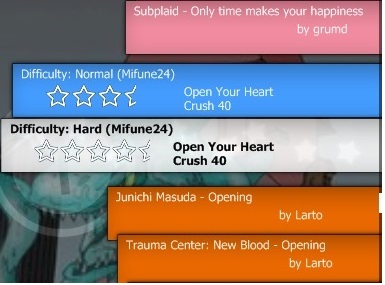 Subplaid - Only time makes your happiness
by grumd
Difficulty: Normal (Mifune24)
Open Your Heart
Crush 40
Difficulty: Hard (Mifune24)
Open Your Heart
Crush 40
Junichi Masuda - Opening
by Larto
Trauma Center: New Blood - Opening
by Larto